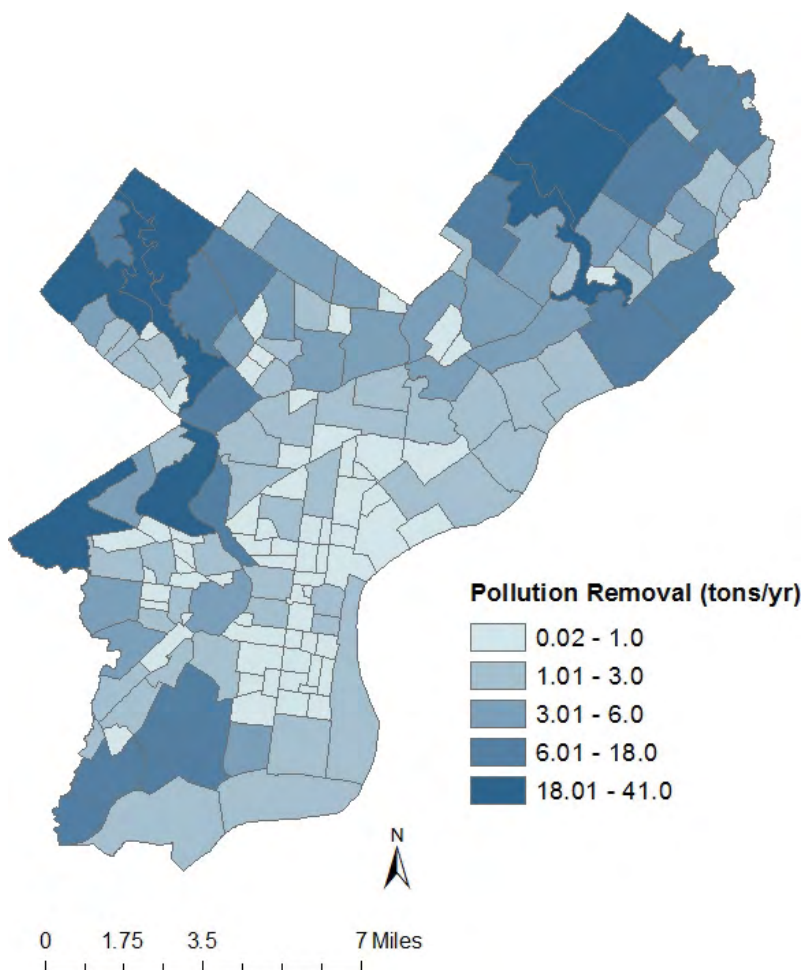 Pollution Removal (tons/yr)
0.02 - 1.0
1.01 - 3.0
3.01 - 6.0
6.01 - 18.0
18.01 - 41.0
N
0 1.75 3.5 7 Miles